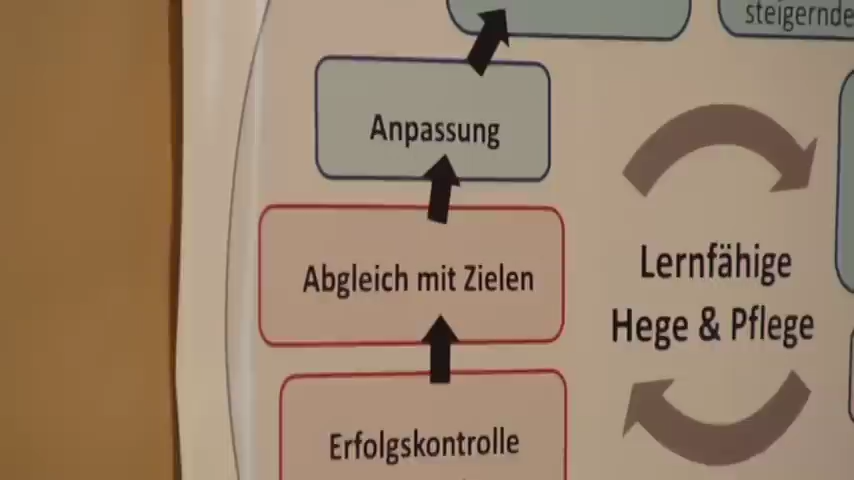 steigernde
Anpassung
Abgleich mit Zielen
Lernfähige
Hege & Pflege
Erfolgskontrolle